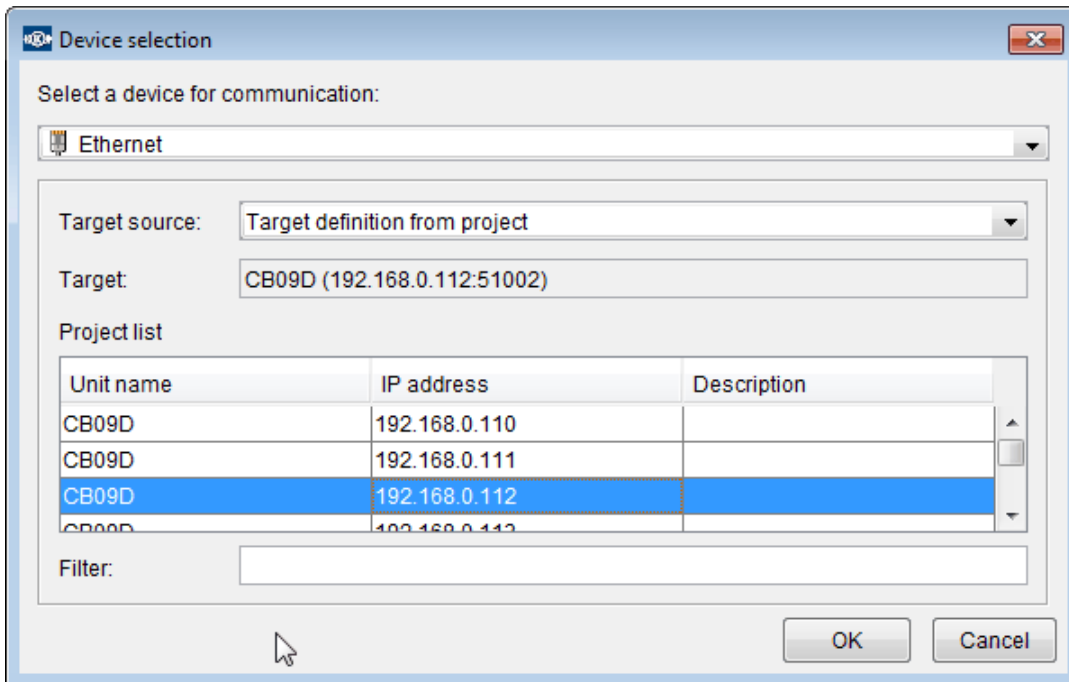 Device selection
Select a device for communication:
Ethernet
Target source: Target definition from project
Target: CB09D (192.168.0.112:51002)
Project list
Unit name IP address Description
CB09D 192.168.0.110
CB09D 192.168.0.111
CB09D 192.168.0.112
Filter:
OK Cancel